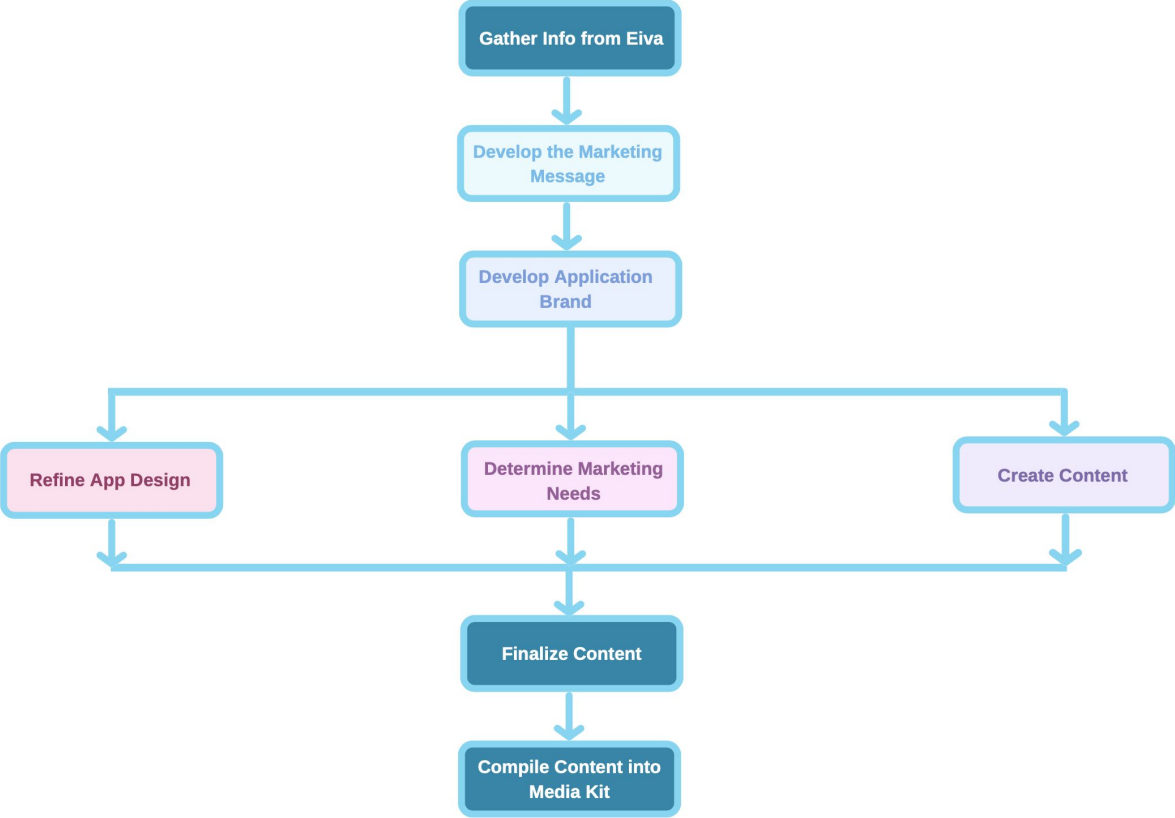 Gather Info from Eiva
Develop the Marketing
Message
Develop Application
Brand
Refine App Design
Determine Marketing
Needs
Create Content
Finalize Content
Compile Content into
Media Kit